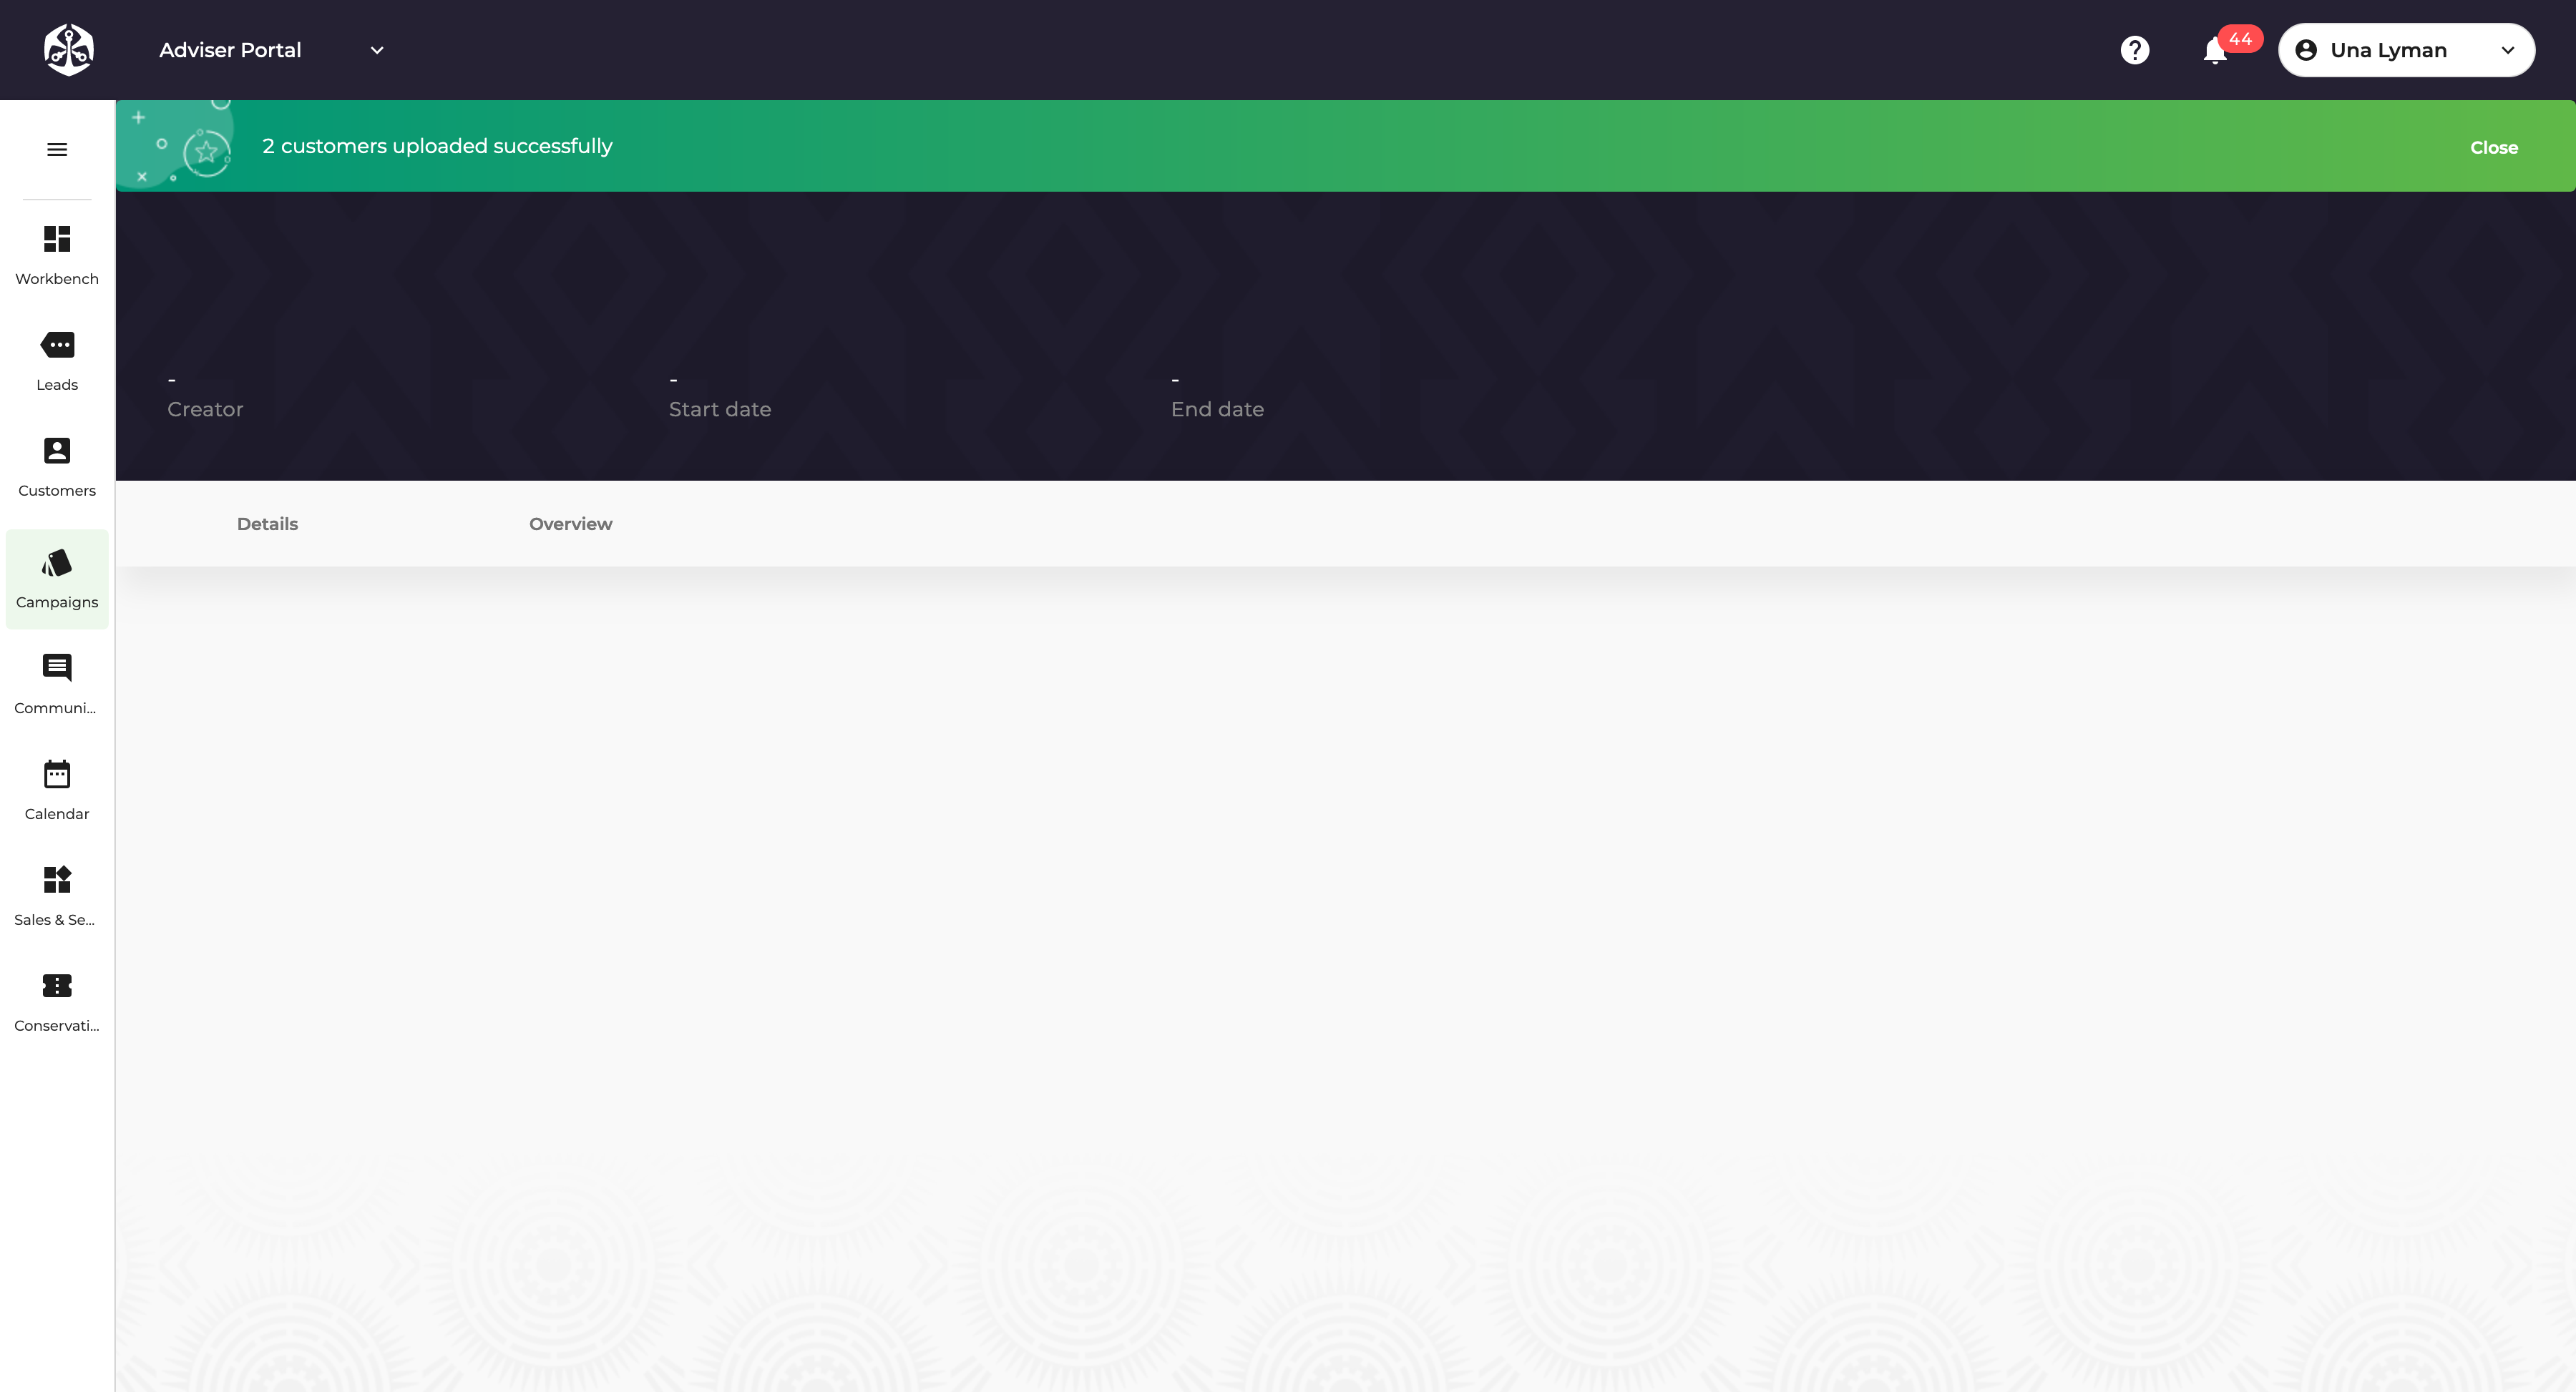 Adviser Portal
44
Una Lyman
2 customers uploaded successfully
Close
Workbench
Leads
Customers
Campaigns
Communi...
Calendar
Sales & Se...
Conservati...
-
Creator
-
Start date
-
End date
Details
Overview